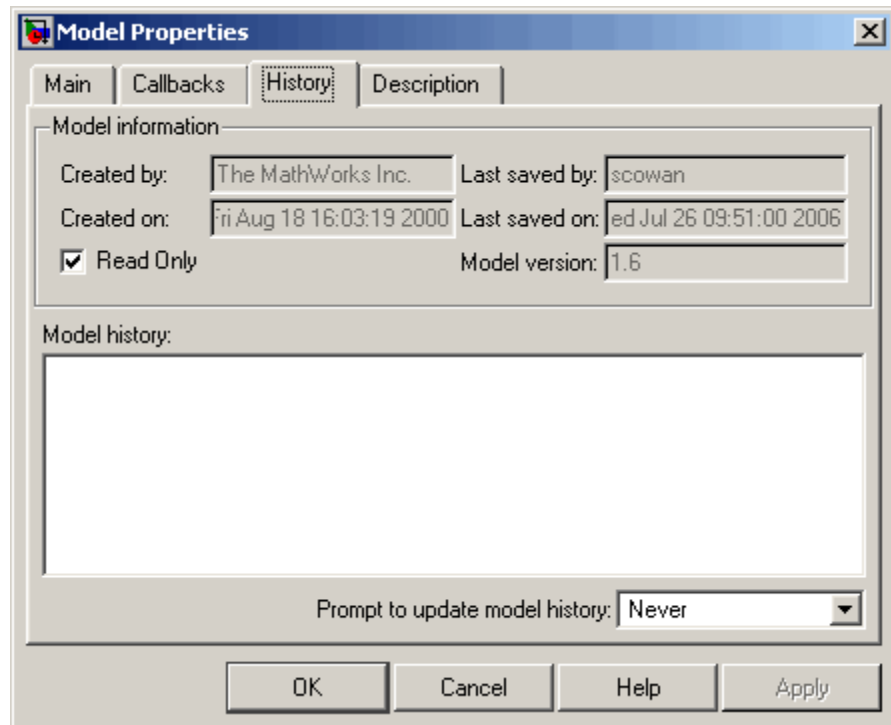 Model Properties
Main Callbacks History Description
Model information
Created by: The MathWorks Inc. Last saved by: scowan
Created on: Fri Aug 18 16:03:19 2000 Last saved on: ed Jul 26 09:51:00 2006
Read Only Model version: 1.6
Model history:
Prompt to update model history: Never
OK Cancel Help Apply